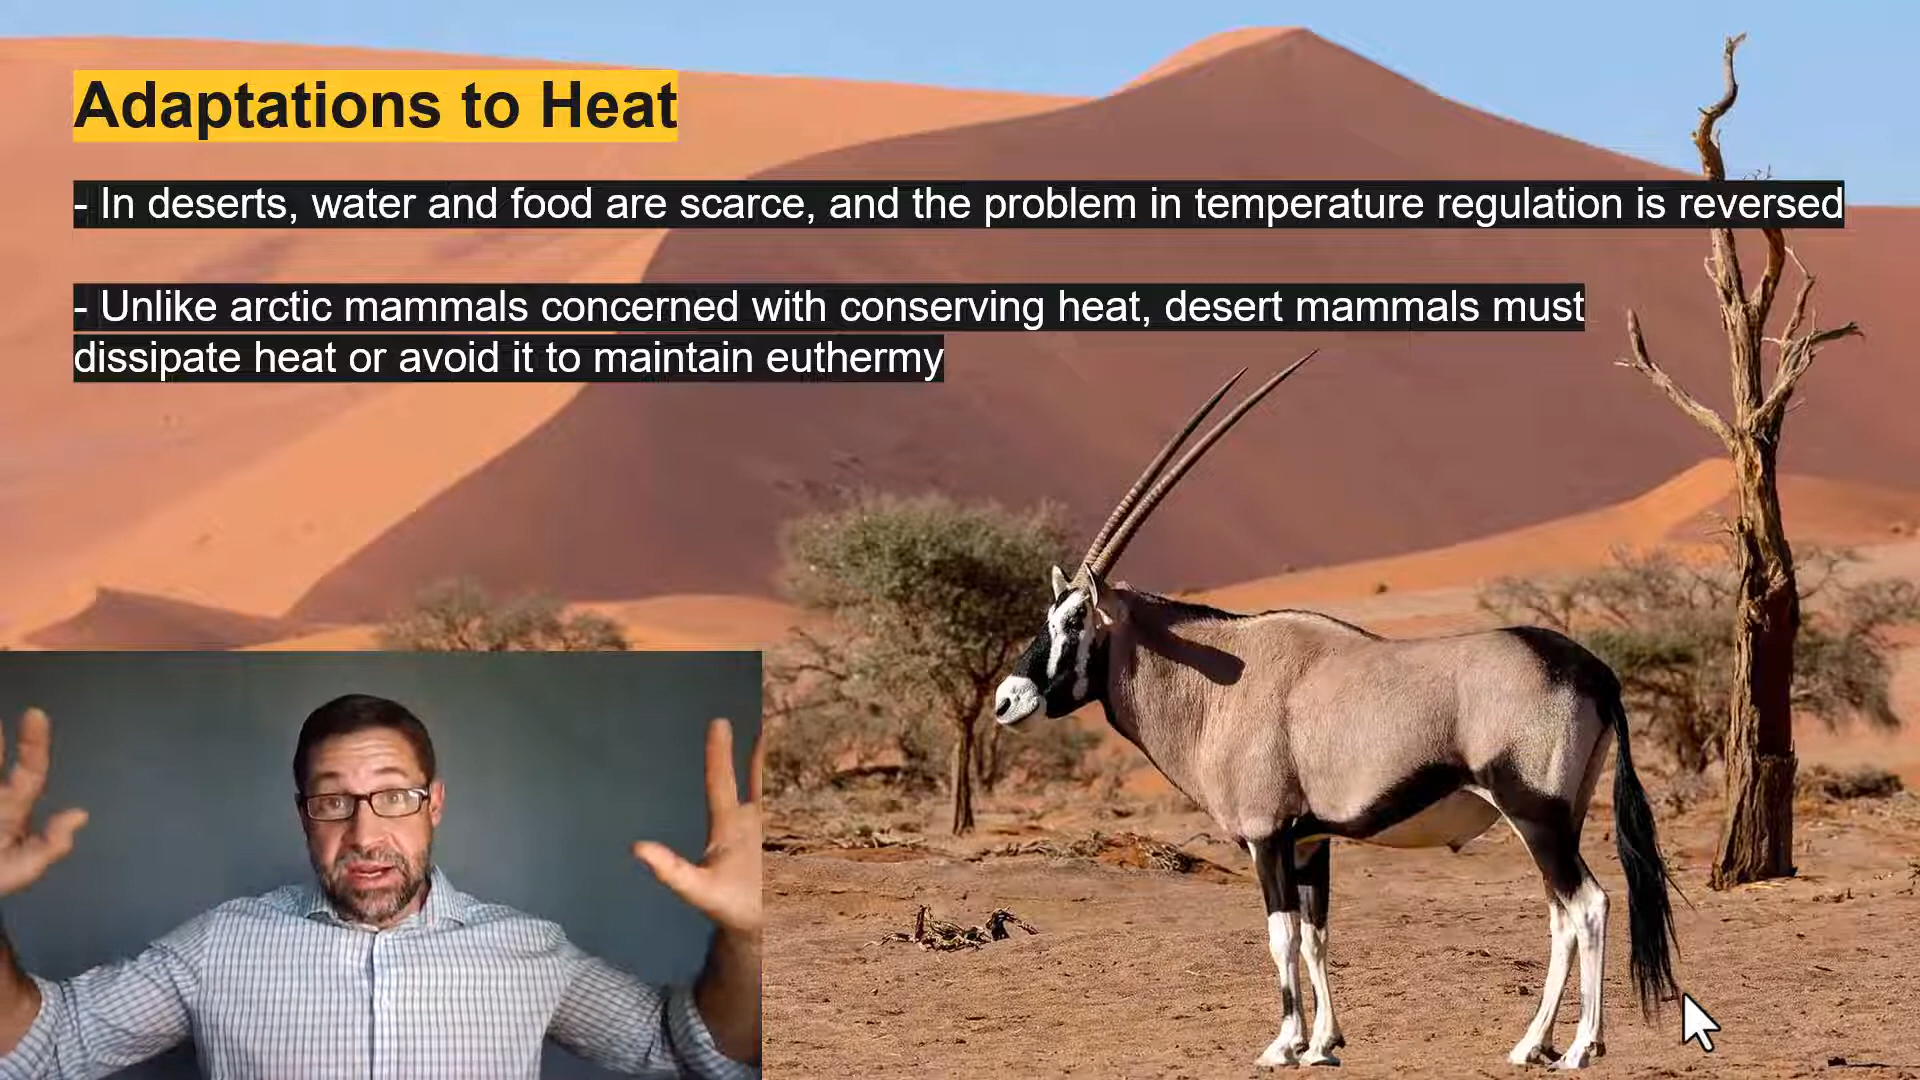 Adaptations to Heat
- In deserts, water and food are scarce, and the problem in temperature regulation is reversed
- Unlike arctic mammals concerned with conserving heat, desert mammals must
dissipate heat or avoid it to maintain euthermy